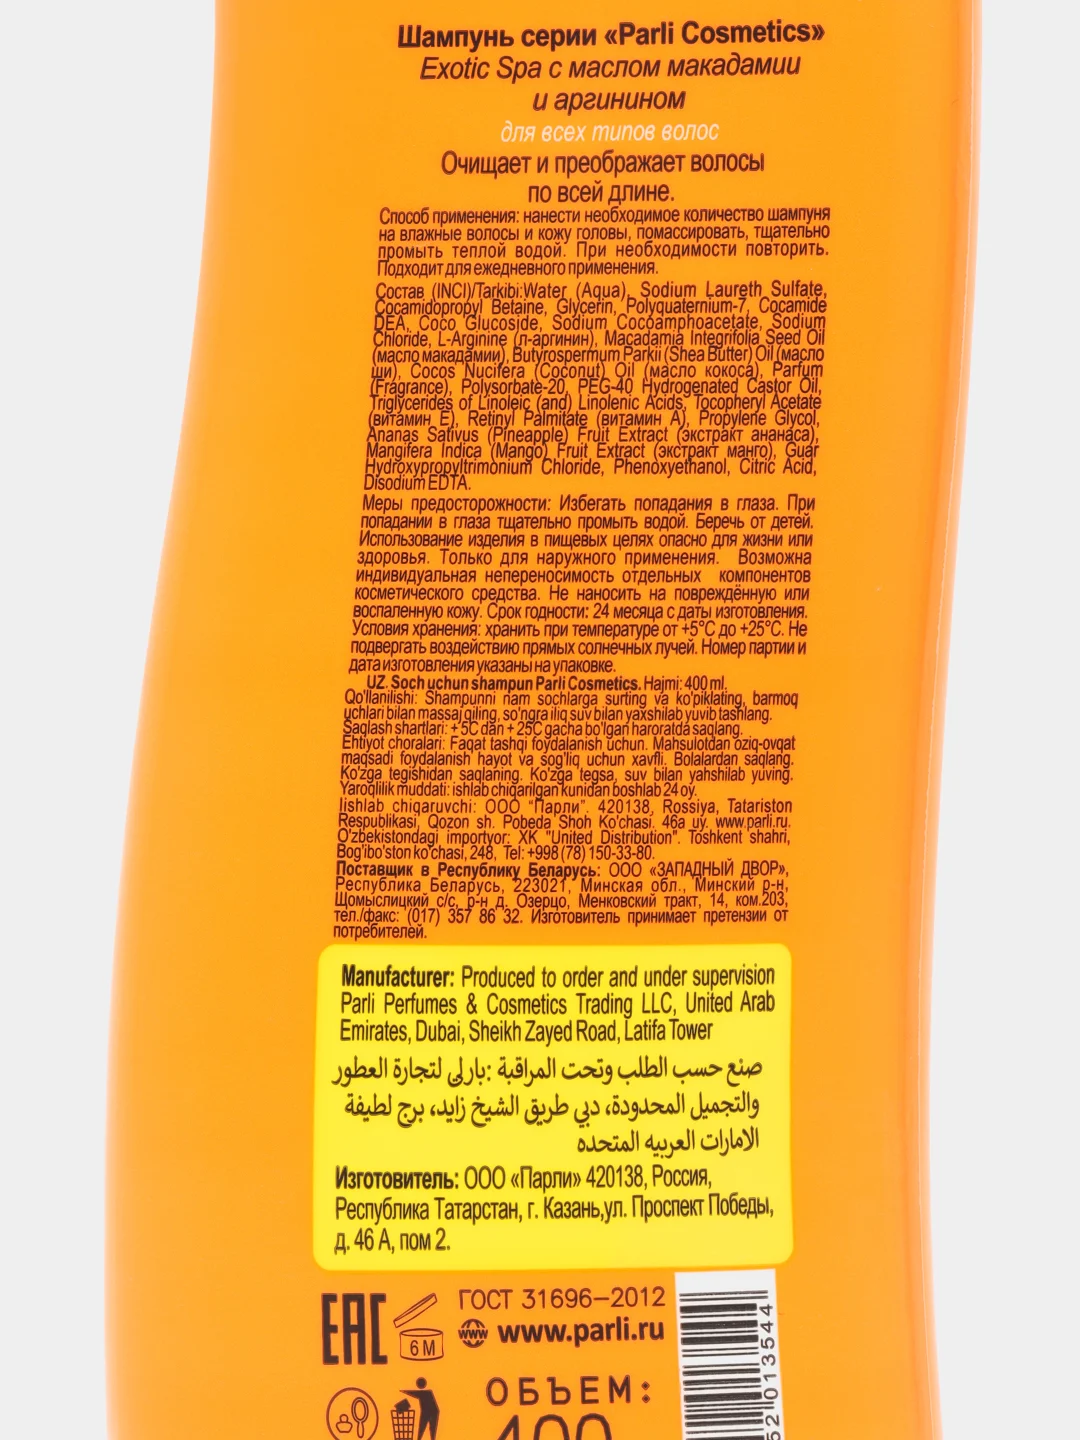 Шампунь серии «Parli Cosmetics»
Exotic Spa с маслом макадамии
и аргинином
для всех типов волос
Очищает и преображает волосы
по всей длине.
Способ применения: нанести необходимое количество шампуня
на влажные волосы и кожу головы, помассировать, тщательно
промыть теплой водой. При необходимости повторить.
Подходит для ежедневного применения.
Состав (INCI)/Tarkibi:Water (Aqua), Sodium Laureth Sulfate,
Cocamidopropyl Betaine, Glycerin, Polyquaternium-7, Cocamide
DEA, Coco Glucoside, Sodium Cocoamphoacetate, Sodium
Chloride, L-Arginine (л-аргинин), Macadamia Integrifolia Seed Oil
(масло макадамии), Butyrospermum Parkii (Shea Butter) Oil (масло
ши), Cocos Nucifera (Coconut) Oil (масло кокоса), Parfum
(Fragrance), Polysorbate-20, PEG-40 Hydrogenated Castor Oil,
Triglycerides of Linoleic (and) Linolenic Acids, Tocopheryl Acetate
(витамин Е), Retinyl Palmitate (витамин А), Propylene Glycol,
Ananas Sativus (Pineapple) Fruit Extract (экстракт ананаса),
Mangifera Indica (Mango) Fruit Extract (экстракт манго), Guar
Hydroxypropyltrimonium Chloride, Phenoxyethanol, Citric Acid,
Disodium EDTA.
Меры предосторожности: Избегать попадания в глаза. При
попадании в глаза тщательно промыть водой. Беречь от детей.
Использование изделия в пищевых целях опасно для жизни или
здоровья. Только для наружного применения. Возможна
индивидуальная непереносимость отдельных компонентов
косметического средства. Не наносить на повреждённую или
воспаленную кожу. Срок годности: 24 месяца с даты изготовления.
Условия хранения: хранить при температуре от +5°С до +25°С. Не
подвергать воздействию прямых солнечных лучей. Номер партии и
дата изготовления указаны на упаковке.
UZ. Soch uchun shampun Parli Cosmetics. Hajmi: 400 ml.
Qo'llanilishi: Shampunni nam sochlarga surting va ko'piklating, barmoq
uchlari bilan massaj qiling, so'ngra iliq suv bilan yaxshilab yuvib tashlang.
Saqlash shartlari: + 5C dan + 25C gacha bo'lgan haroratda saqlang.
Ehtiyot choralari: Faqat tashqi foydalanish uchun. Mahsulotdan oziq-ovqat
maqsadi foydalanish hayot va sog'liq uchun xavfli. Bolalardan saqlang.
Ko'zga tegishidan saqlaning. Ko'zga tegsa, suv bilan yahshilab yuving.
Yaroqlilik muddati: ishlab chiqarilgan kunidan boshlab 24 oy.
Iishlab chiqaruvchi: ООО "Парли". 420138, Rossiya, Tatariston
Respublikasi, Qozon sh. Pobeda Shoh Ko'chasi. 46a uy. www.parli.ru.
O'zbekistondagi importyor: XK "United Distribution". Toshkent shahri,
Bog'ibo'ston ko'chasi, 248, Tel: +998 (78) 150-33-80.
Поставщик в Республику Беларусь: ООО «ЗАПАДНЫЙ ДВОР»,
Республика Беларусь, 223021, Минская обл., Минский р-н,
Щомыслицкий с/с, р-н д. Озерцо, Менковский тракт, 14, ком.203,
тел./факс: (017) 357 86 32. Изготовитель принимает претензии от
потребителей.
Manufacturer: Produced to order and under supervision
Parli Perfumes & Cosmetics Trading LLC, United Arab
Emirates, Dubai, Sheikh Zayed Road, Latifa Tower
صنع حسب الطلب وتحت المراقبة :بارلى لتجارة العطور
والتجميل المحدودة، دبي طريق الشيخ زايد، برج لطيفة
الامارات العربيه المتحده
Изготовитель: ООО «Парли» 420138, Россия,
Республика Татарстан, г. Казань,ул. Проспект Победы,
д. 46 А, пом 2.
EAC
6 M
ГОСТ 31696–2012
www www.parli.ru
ОБЪЕМ:
400
52 013544